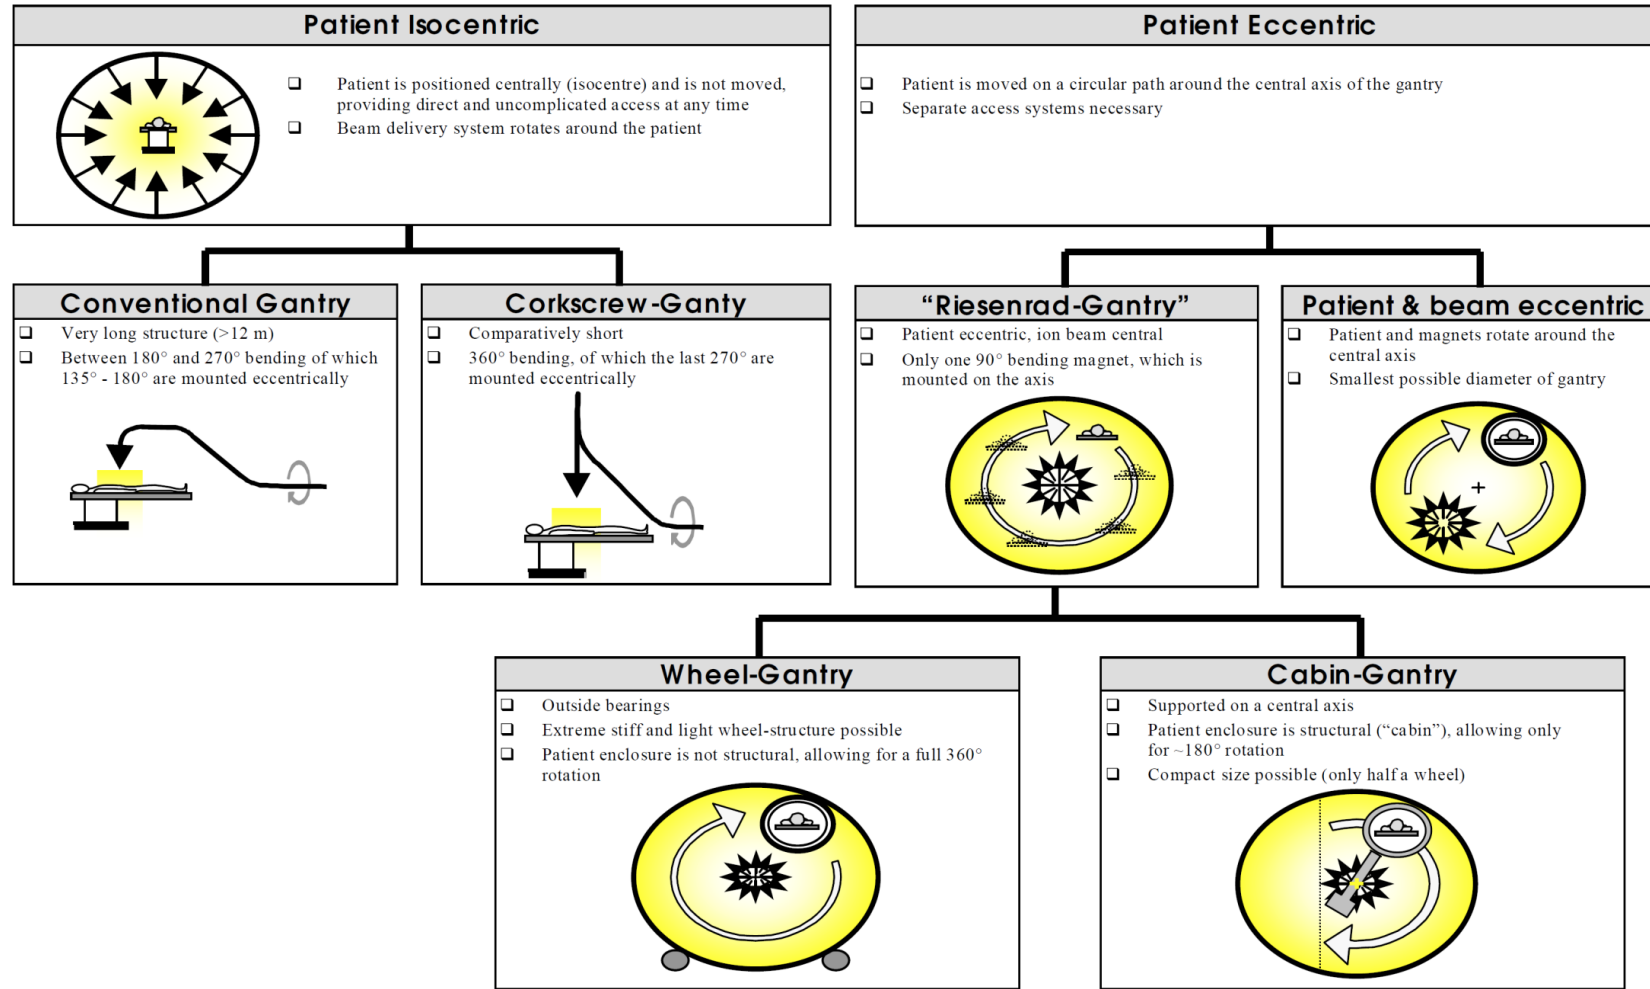 Patient Isocentric
❑ Patient is positioned centrally (isocentre) and is not moved,
providing direct and uncomplicated access at any time
❑ Beam delivery system rotates around the patient
Patient Eccentric
❑ Patient is moved on a circular path around the central axis of the gantry
❑ Separate access systems necessary
Conventional Gantry
❑ Very long structure (>12 m)
❑ Between 180° and 270° bending of which
135° - 180° are mounted eccentrically
Corkscrew-Ganty
❑ Comparatively short
❑ 360° bending, of which the last 270° are
mounted eccentrically
“Riesenrad-Gantry”
❑ Patient eccentric, ion beam central
❑ Only one 90° bending magnet, which is
mounted on the axis
Patient & beam eccentric
❑ Patient and magnets rotate around the
central axis
❑ Smallest possible diameter of gantry
Wheel-Gantry
❑ Outside bearings
❑ Extreme stiff and light wheel-structure possible
❑ Patient enclosure is not structural, allowing for a full 360°
rotation
Cabin-Gantry
❑ Supported on a central axis
❑ Patient enclosure is structural (“cabin”), allowing only
for ~180° rotation
❑ Compact size possible (only half a wheel)